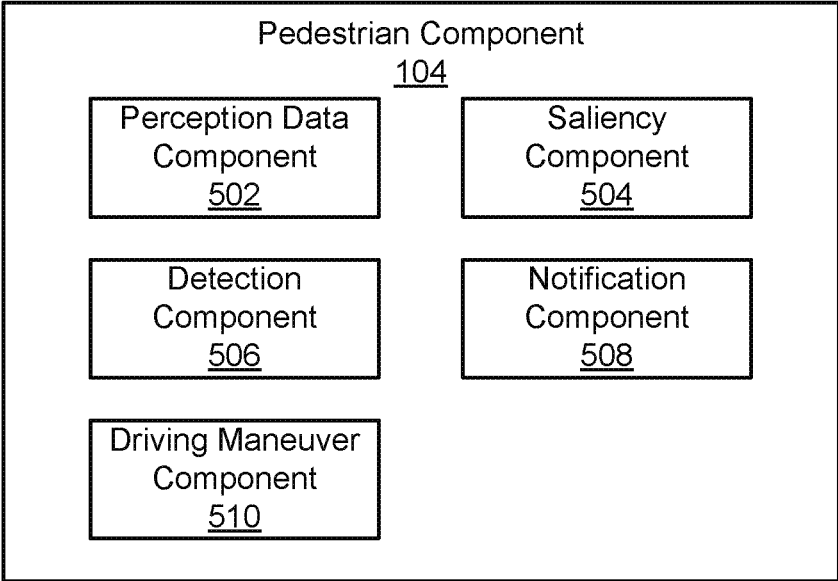 Pedestrian Component
104
Perception Data
Component
502
Saliency
Component
504
Detection
Component
506
Notification
Component
508
Driving Maneuver
Component
510